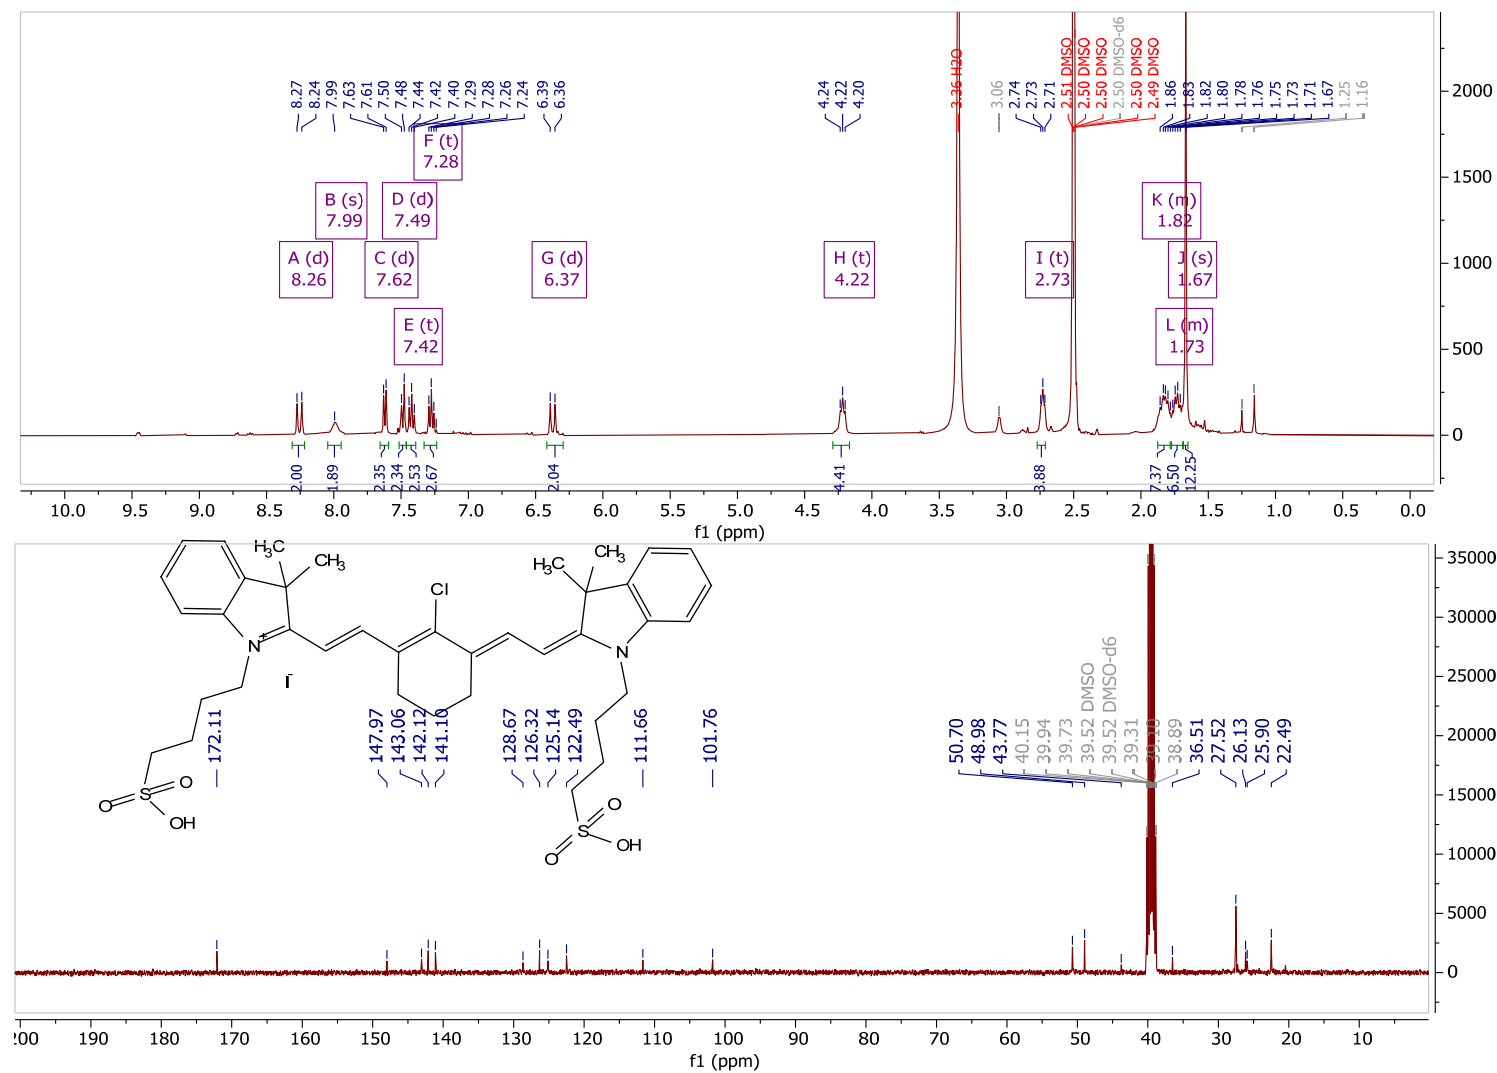 8.27
8.24
7.99
7.63
7.61
7.50
7.48
7.44
7.42
7.40
7.29
7.28
7.26
7.24
6.39
6.36
4.24
4.22
4.20
3.36 H2O
3.06
2.74
2.73
2.71
2.51 DMSO
2.50 DMSO
2.50 DMSO
2.50 DMSO-d6
2.50 DMSO
2.49 DMSO
1.86
1.83
1.82
1.80
1.78
1.76
1.75
1.73
1.71
1.67
1.25
1.16
F (t)
7.28
B (s)
7.99
D (d)
7.49
K (m)
1.82
A (d)
8.26
C (d)
7.62
G (d)
6.37
H (t)
4.22
I (t)
2.73
J (s)
1.67
E (t)
7.42
L (m)
1.73
2000
1500
1000
500
0
2.00
1.89
2.35
2.34
2.53
2.67
2.04
4.41
3.88
7.37
6.50
12.25
10.0 9.5 9.0 8.5 8.0 7.5 7.0 6.5 6.0 5.5 5.0 4.5 4.0 3.5 3.0 2.5 2.0 1.5 1.0 0.5 0.0
f1 (ppm)
H3C
CH3
H3C
CH3
Cl
N+
N
I-
S
O
O
OH
S
O
O
OH
172.11
147.97
143.06
142.12
141.10
128.67
126.32
125.14
122.49
111.66
101.76
50.70
48.98
43.77
40.15
39.94
39.73
39.52 DMSO
39.52 DMSO-d6
39.31
39.10
38.89
36.51
27.52
26.13
25.90
22.49
35000
30000
25000
20000
15000
10000
5000
0
200 190 180 170 160 150 140 130 120 110 100 90 80 70 60 50 40 30 20 10
f1 (ppm)